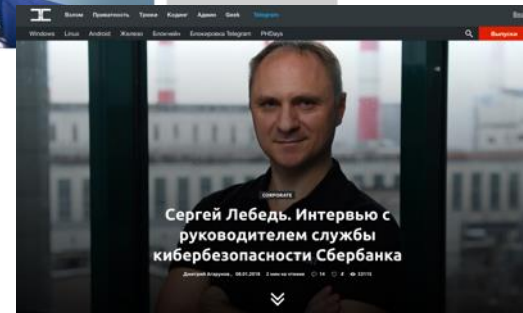 Взлом Приватность Трюки Кодинг Админ Geek Telegram
Windows Linux Android Железо Блокчейн Блокировка Telegram PHDays Выпуски
CORPORATE
Сергей Лебедь. Интервью с
руководителем службы
кибербезопасности Сбербанка